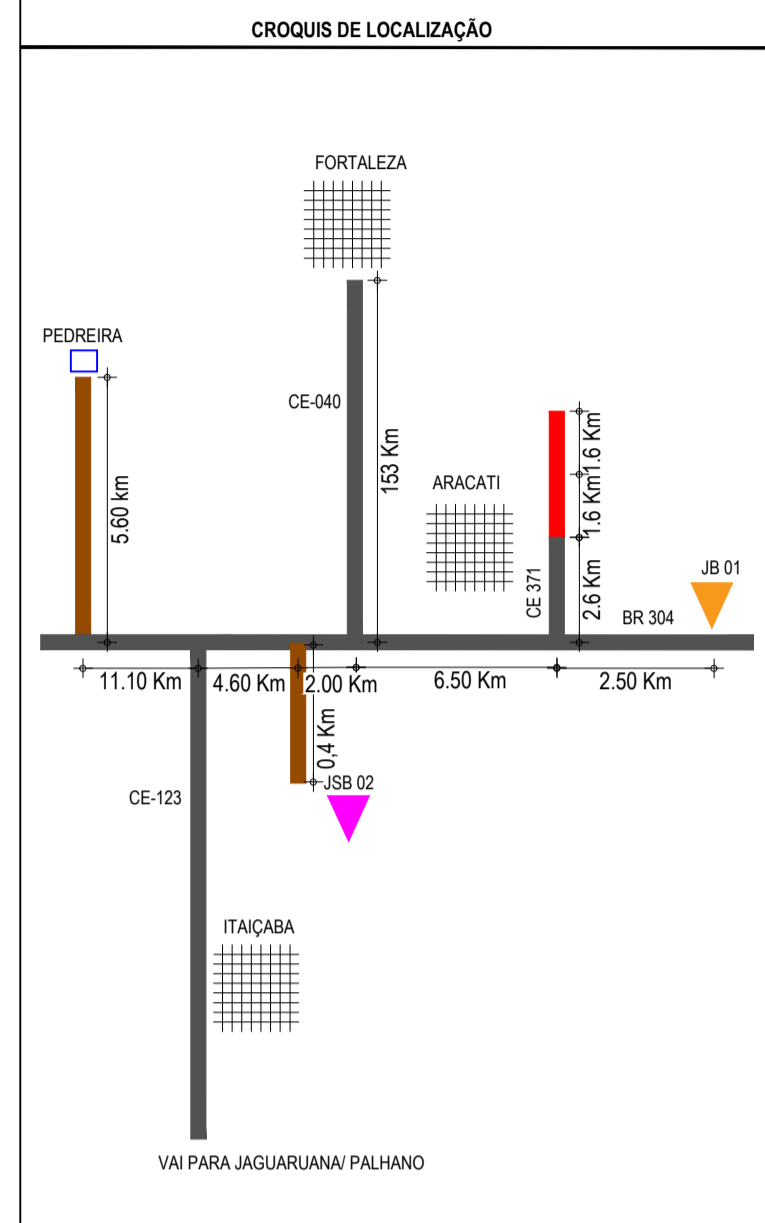 CROQUIS DE LOCALIZAÇÃO
FORTALEZA
PEDREIRA
CE-040
153 Km
5.60 km
ARACATI
1.6 Km
1.6 Km
CE 371
2.6 Km
JB 01
BR 304
11.10 Km
4.60 Km
2.00 Km
6.50 Km
2.50 Km
0,4 Km
JSB 02
CE-123
ITAIÇABA
VAI PARA JAGUARUANA/ PALHANO